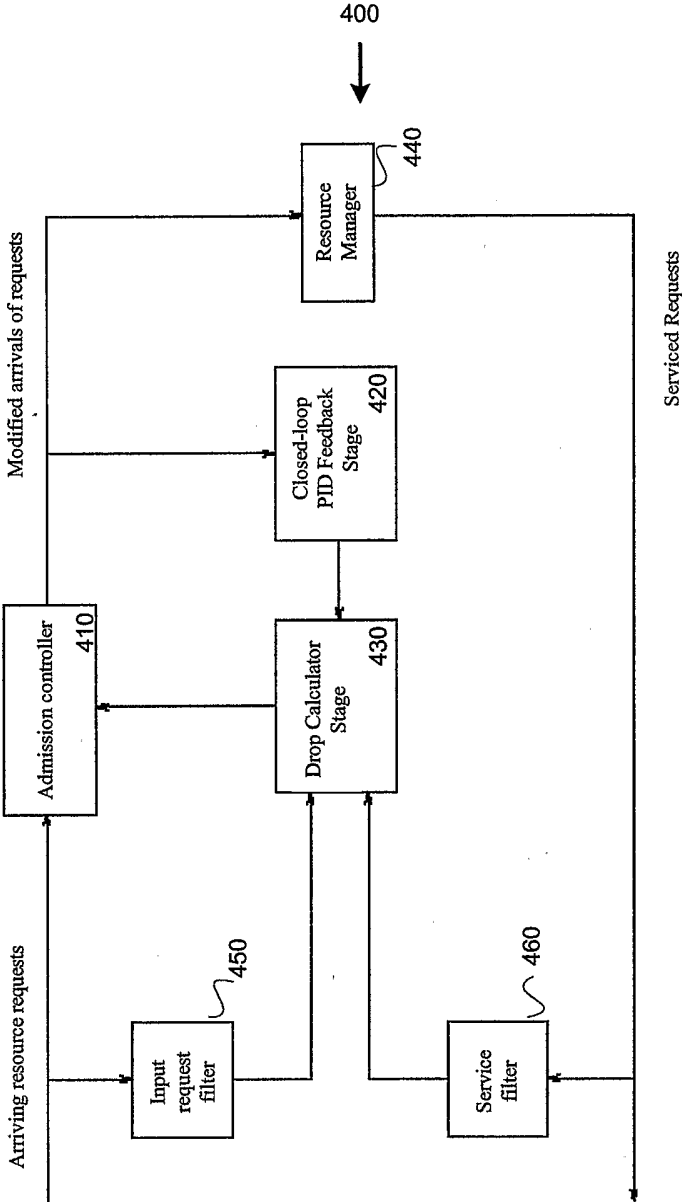 400
Arriving resource requests
Admission controller
410
Modified arrivals of requests
Input
request
filter
450
Drop Calculator
Stage
430
Closed-loop
PID Feedback
Stage
420
Resource
Manager
440
Service
filter
460
Serviced Requests